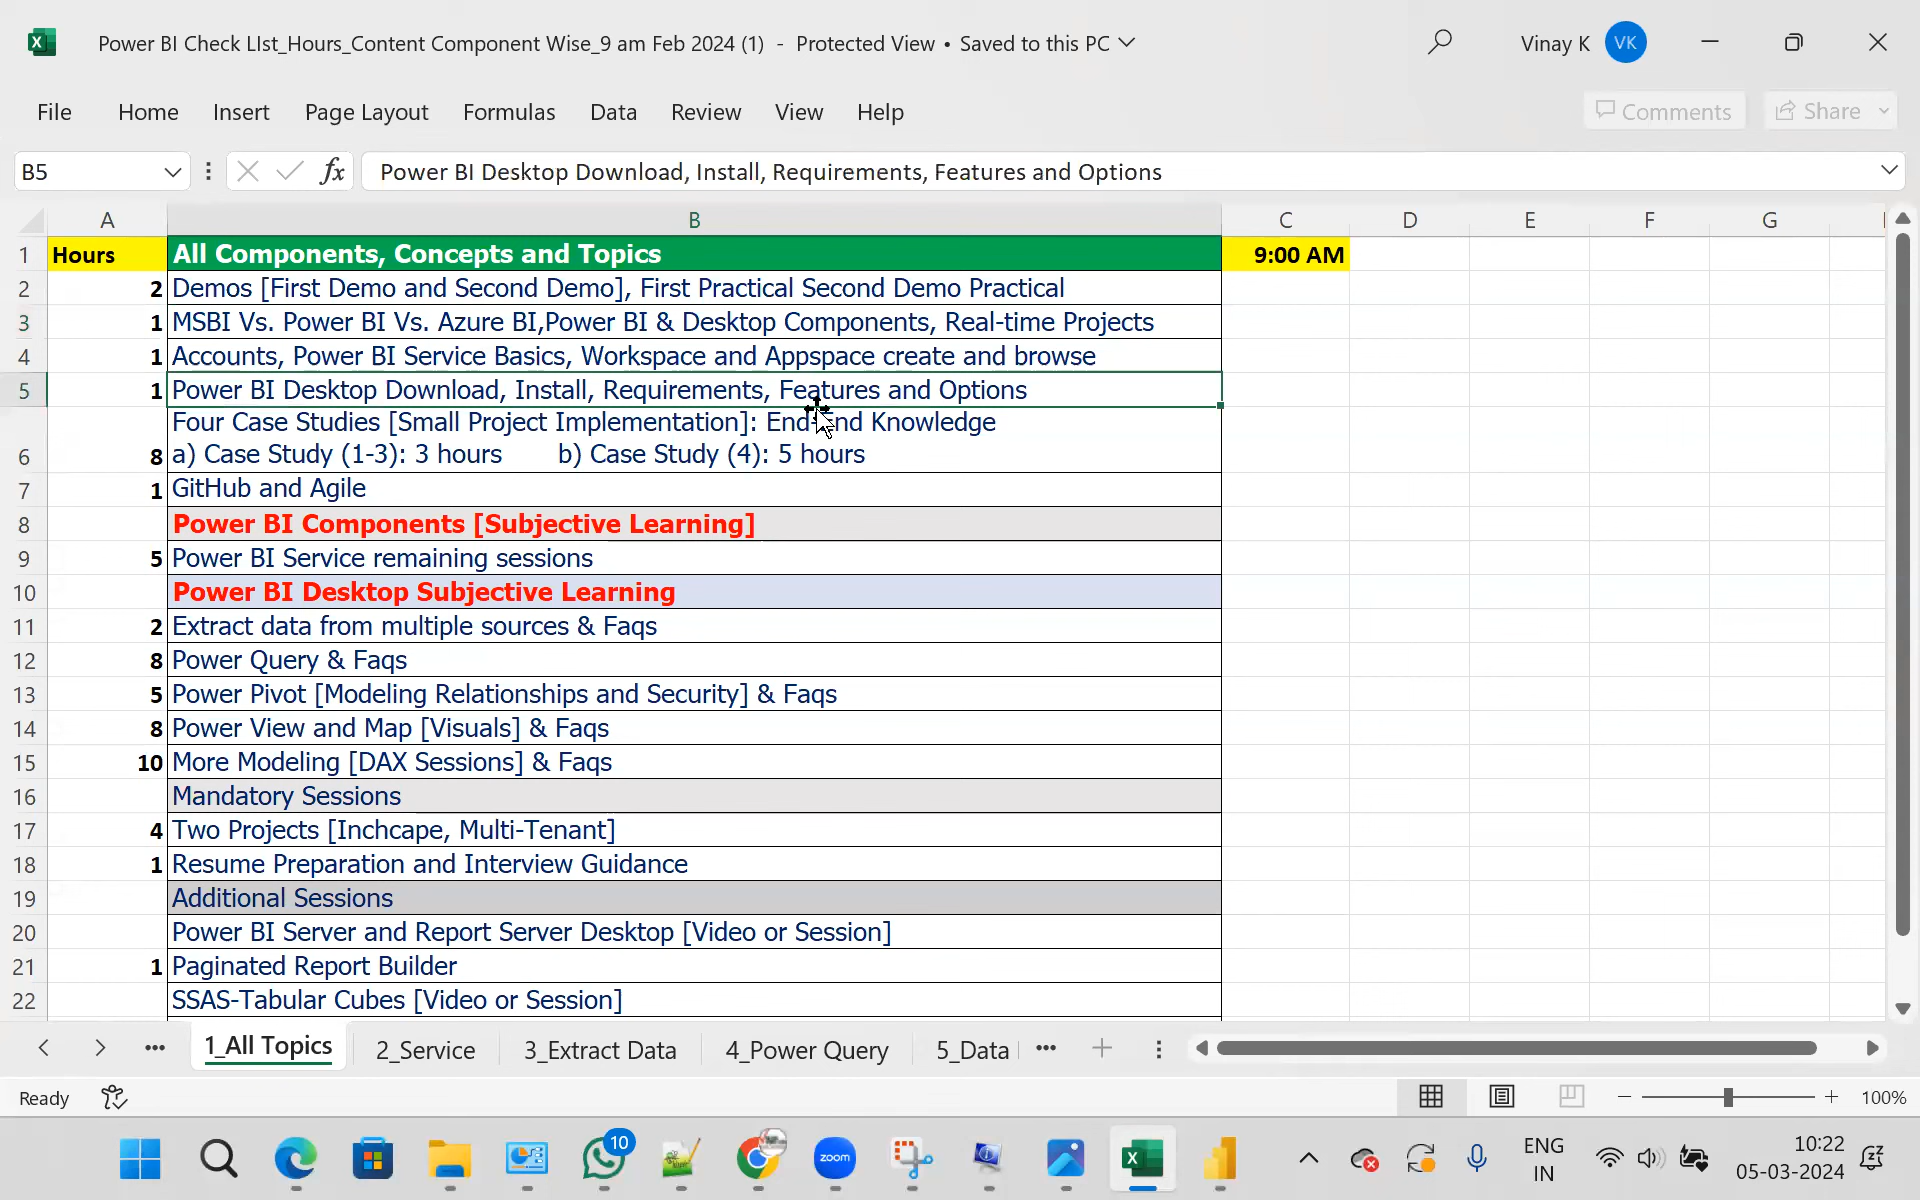 Power BI Check LIst_Hours_Content Component Wise_9 am Feb 2024 (1) - Protected View • Saved to this PC
Vinay K
VK
File Home Insert Page Layout Formulas Data Review View Help
Comments
Share
B5
fx
Power BI Desktop Download, Install, Requirements, Features and Options
A B C D E F G
1 Hours All Components, Concepts and Topics 9:00 AM
2 2 Demos [First Demo and Second Demo], First Practical Second Demo Practical
3 1 MSBI Vs. Power BI Vs. Azure BI,Power BI & Desktop Components, Real-time Projects
4 1 Accounts, Power BI Service Basics, Workspace and Appspace create and browse
5 1 Power BI Desktop Download, Install, Requirements, Features and Options
Four Case Studies [Small Project Implementation]: End-End Knowledge
6 8 a) Case Study (1-3): 3 hours b) Case Study (4): 5 hours
7 1 GitHub and Agile
8 Power BI Components [Subjective Learning]
9 5 Power BI Service remaining sessions
10 Power BI Desktop Subjective Learning
11 2 Extract data from multiple sources & Faqs
12 8 Power Query & Faqs
13 5 Power Pivot [Modeling Relationships and Security] & Faqs
14 8 Power View and Map [Visuals] & Faqs
15 10 More Modeling [DAX Sessions] & Faqs
16 Mandatory Sessions
17 4 Two Projects [Inchcape, Multi-Tenant]
18 1 Resume Preparation and Interview Guidance
19 Additional Sessions
20 Power BI Server and Report Server Desktop [Video or Session]
21 1 Paginated Report Builder
22 SSAS-Tabular Cubes [Video or Session]
1_All Topics 2_Service 3_Extract Data 4_Power Query 5_Data
Ready
100%
10
zoom
ENG
IN
10:22
05-03-2024